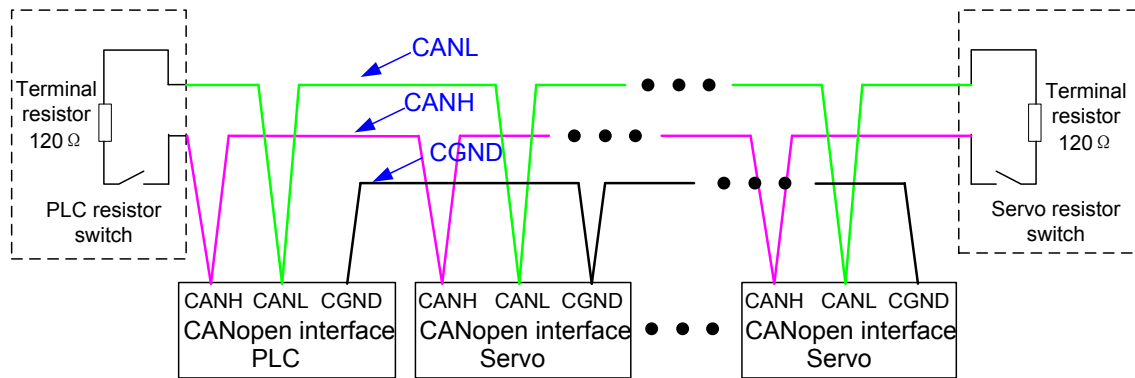 CANL
CANH
CGND
Terminal
resistor
120 Ω
PLC resistor
switch
Terminal
resistor
120 Ω
Servo resistor
switch
CANH CANL CGND
CANopen interface
PLC
CANH CANL CGND
CANopen interface
Servo
CANH CANL CGND
CANopen interface
Servo